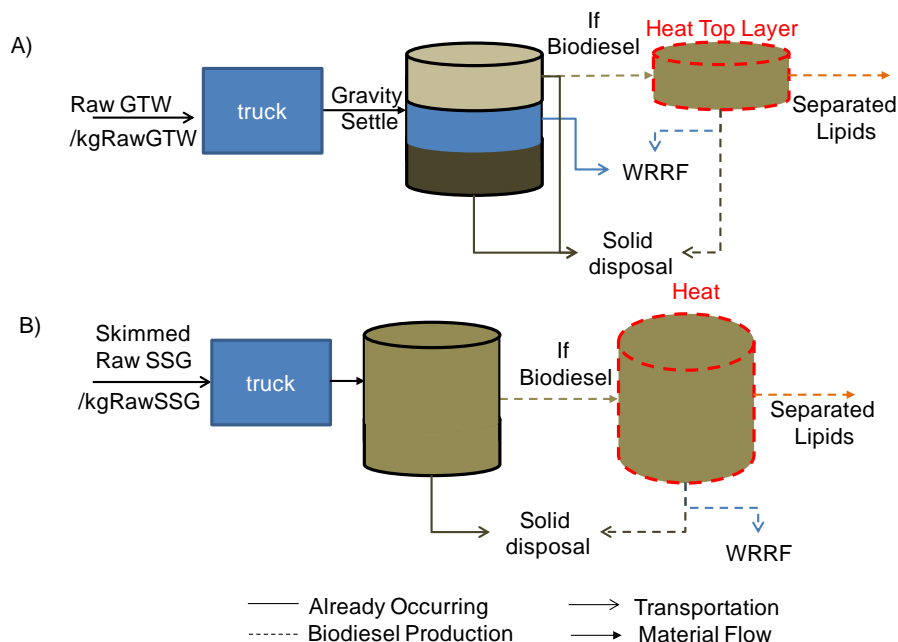 A)
Raw GTW
/kgRawGTW
truck
Gravity
Settle
If
Biodiesel
Heat Top Layer
Separated
Lipids
WRRF
Solid
disposal
B)
Skimmed
Raw SSG
/kgRawSSG
truck
If
Biodiesel
Heat
Separated
Lipids
Solid
disposal
WRRF
Already Occurring
Transportation
Biodiesel Production
Material Flow